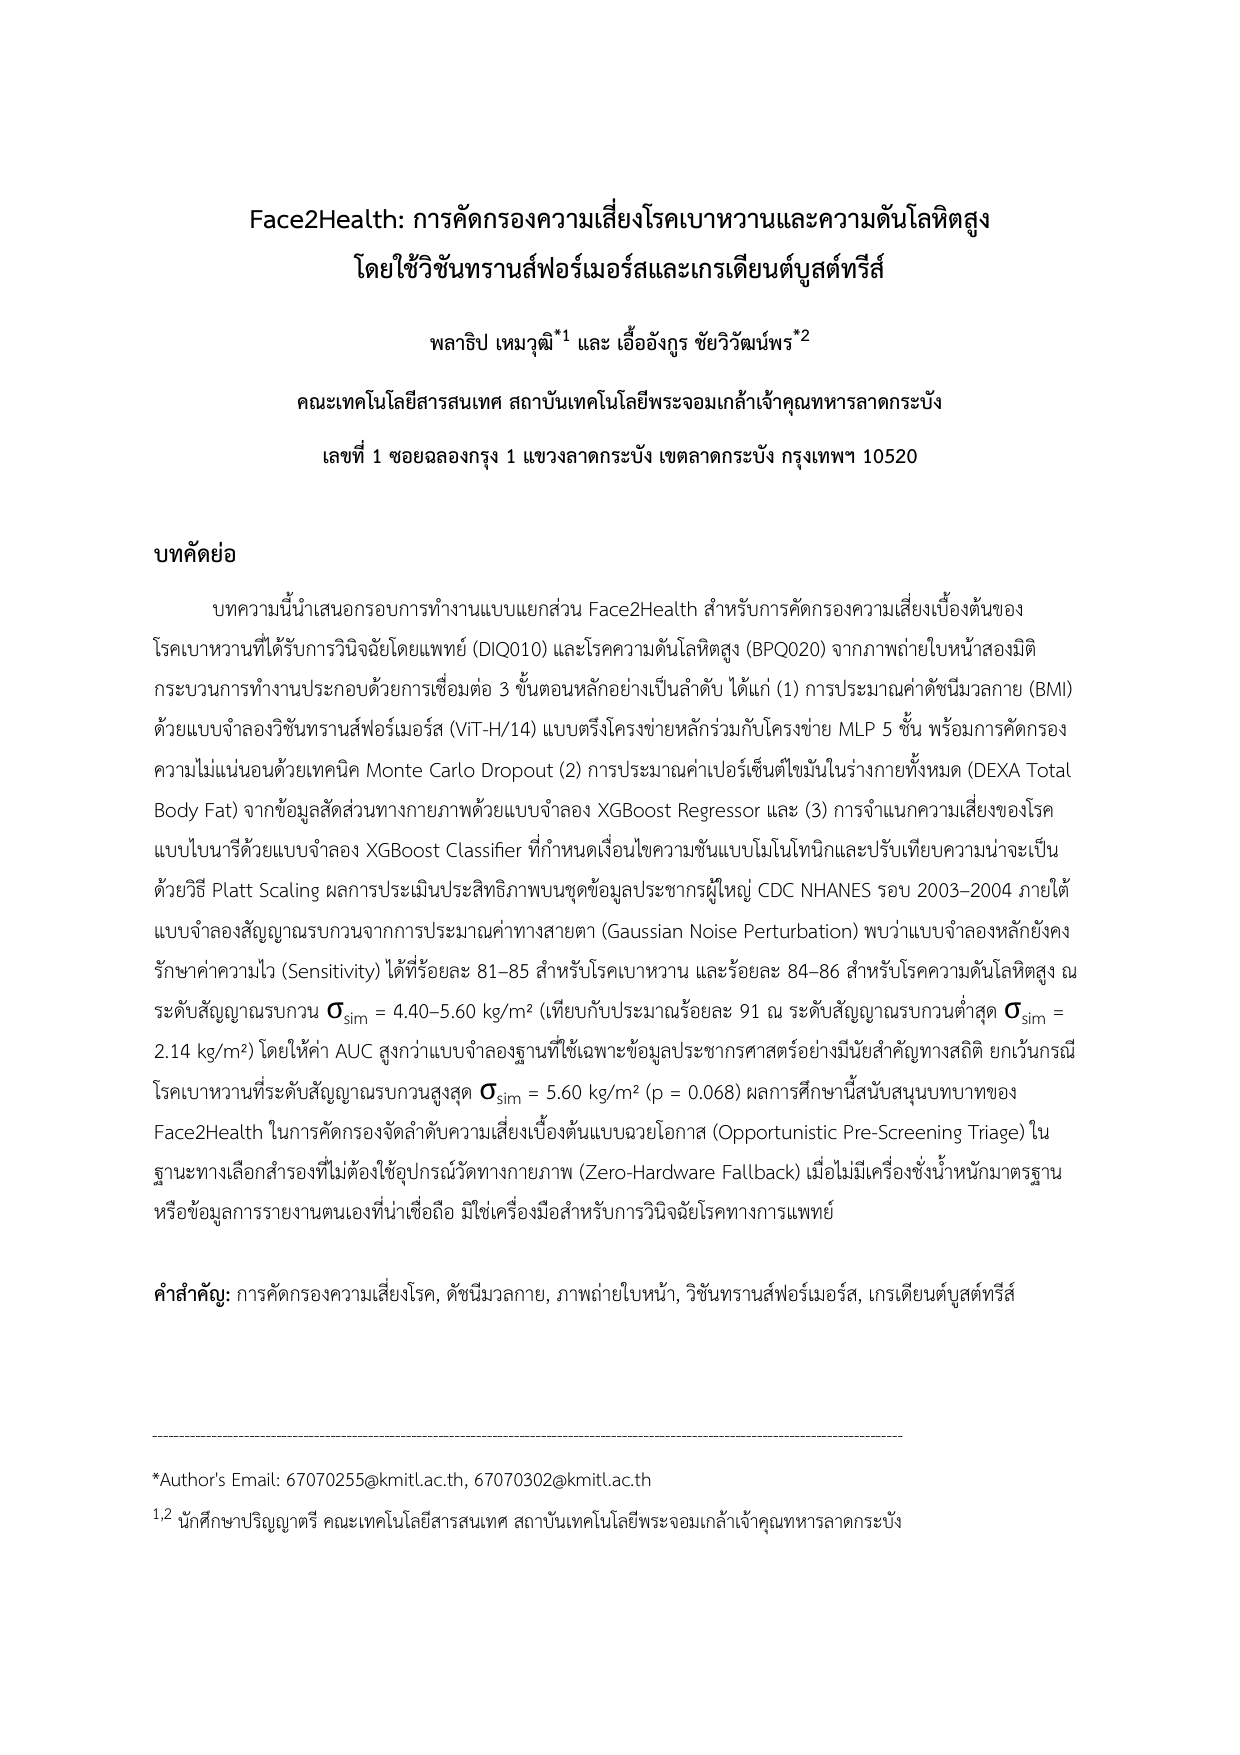 Face2Health: การคัดกรองความเสี่ยงโรคเบาหวานและความดันโลหิตสูง
โดยใช้วิชันทรานส์ฟอร์เมอร์สและเกรเดียนต์บูสต์ทรีส์
พลาธิป เหมวุฒิ*1 และ เอื้ออังกูร ชัยวิวัฒน์พร*2
คณะเทคโนโลยีสารสนเทศ สถาบันเทคโนโลยีพระจอมเกล้าเจ้าคุณทหารลาดกระบัง
เลขที่ 1 ซอยฉลองกรุง 1 แขวงลาดกระบัง เขตลาดกระบัง กรุงเทพฯ 10520
บทคัดย่อ
บทความนี้นำเสนอกรอบการทำงานแบบแยกส่วน Face2Health สำหรับการคัดกรองความเสี่ยงเบื้องต้นของ
โรคเบาหวานที่ได้รับการวินิจฉัยโดยแพทย์ (DIQ010) และโรคความดันโลหิตสูง (BPQ020) จากภาพถ่ายใบหน้าสองมิติ
กระบวนการทำงานประกอบด้วยการเชื่อมต่อ 3 ขั้นตอนหลักอย่างเป็นลำดับ ได้แก่ (1) การประมาณค่าดัชนีมวลกาย (BMI)
ด้วยแบบจำลองวิชันทรานส์ฟอร์เมอร์ส (ViT-H/14) แบบตรึงโครงข่ายหลักร่วมกับโครงข่าย MLP 5 ชั้น พร้อมการคัดกรอง
ความไม่แน่นอนด้วยเทคนิค Monte Carlo Dropout (2) การประมาณค่าเปอร์เซ็นต์ไขมันในร่างกายทั้งหมด (DEXA Total
Body Fat) จากข้อมูลสัดส่วนทางกายภาพด้วยแบบจำลอง XGBoost Regressor และ (3) การจำแนกความเสี่ยงของโรค
แบบไบนารีด้วยแบบจำลอง XGBoost Classifier ที่กำหนดเงื่อนไขความชันแบบโมโนโทนิกและปรับเทียบความน่าจะเป็น
ด้วยวิธี Platt Scaling ผลการประเมินประสิทธิภาพบนชุดข้อมูลประชากรผู้ใหญ่ CDC NHANES รอบ 2003–2004 ภายใต้
แบบจำลองสัญญาณรบกวนจากการประมาณค่าทางสายตา (Gaussian Noise Perturbation) พบว่าแบบจำลองหลักยังคง
รักษาค่าความไว (Sensitivity) ได้ที่ร้อยละ 81–85 สำหรับโรคเบาหวาน และร้อยละ 84–86 สำหรับโรคความดันโลหิตสูง ณ
ระดับสัญญาณรบกวน σsim = 4.40–5.60 kg/m² (เทียบกับประมาณร้อยละ 91 ณ ระดับสัญญาณรบกวนต่ำสุด σsim =
2.14 kg/m²) โดยให้ค่า AUC สูงกว่าแบบจำลองฐานที่ใช้เฉพาะข้อมูลประชากรศาสตร์อย่างมีนัยสำคัญทางสถิติ ยกเว้นกรณี
โรคเบาหวานที่ระดับสัญญาณรบกวนสูงสุด σsim = 5.60 kg/m² (p = 0.068) ผลการศึกษานี้สนับสนุนบทบาทของ
Face2Health ในการคัดกรองจัดลำดับความเสี่ยงเบื้องต้นแบบฉวยโอกาส (Opportunistic Pre-Screening Triage) ใน
ฐานะทางเลือกสำรองที่ไม่ต้องใช้อุปกรณ์วัดทางกายภาพ (Zero-Hardware Fallback) เมื่อไม่มีเครื่องชั่งน้ำหนักมาตรฐาน
หรือข้อมูลการรายงานตนเองที่น่าเชื่อถือ มิใช่เครื่องมือสำหรับการวินิจฉัยโรคทางการแพทย์
คำสำคัญ: การคัดกรองความเสี่ยงโรค, ดัชนีมวลกาย, ภาพถ่ายใบหน้า, วิชันทรานส์ฟอร์เมอร์ส, เกรเดียนต์บูสต์ทรีส์
*Author's Email: 67070255@kmitl.ac.th, 67070302@kmitl.ac.th
1,2 นักศึกษาปริญญาตรี คณะเทคโนโลยีสารสนเทศ สถาบันเทคโนโลยีพระจอมเกล้าเจ้าคุณทหารลาดกระบัง